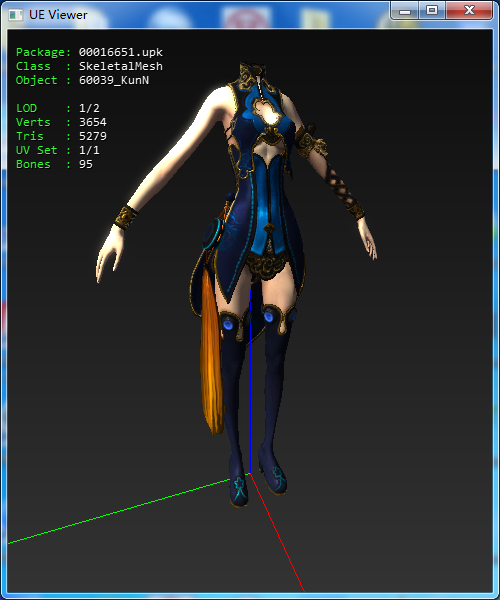 UE Viewer
Package: 00016651.upk
Class : SkeletalMesh
Object : 60039_KunN
LOD : 1/2
Verts : 3654
Tris : 5279
UV Set : 1/1
Bones : 95